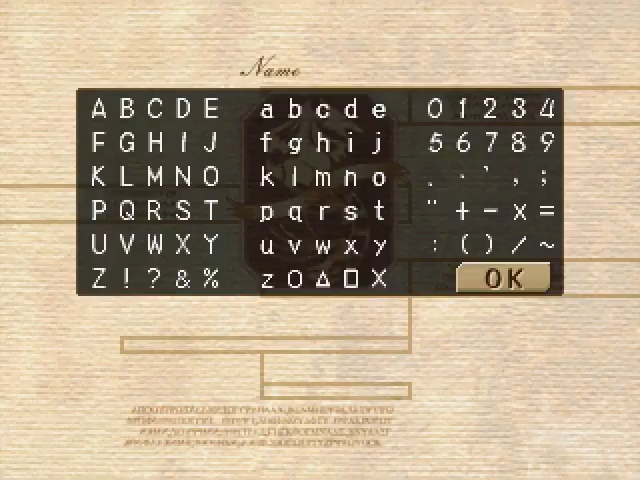 Name
A B C D E a b c d e 0 1 2 3 4
F G H I J f g h i j 5 6 7 8 9
K L M N O k l m n o . · ' , ;
P Q R S T p q r s t " + - x =
U V W X Y u v w x y : ( ) / ~
Z ! ? & % z O △ □ X OK